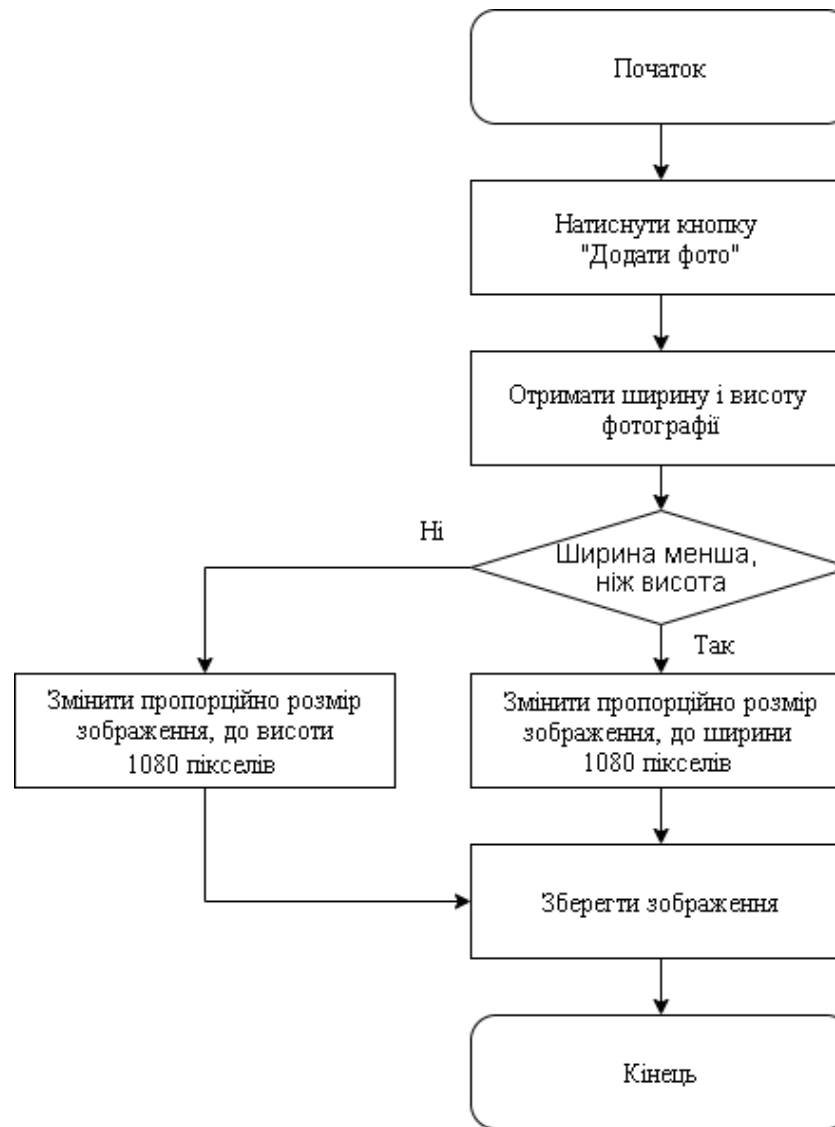 Початок
Натиснути кнопку
"Додати фото"
Отримати ширину і висоту
фотографії
Ні
Ширина менша,
ніж висота
Так
Змінити пропорційно розмір
зображення, до висоти
1080 пікселів
Змінити пропорційно розмір
зображення, до ширини
1080 пікселів
Зберегти зображення
Кінець